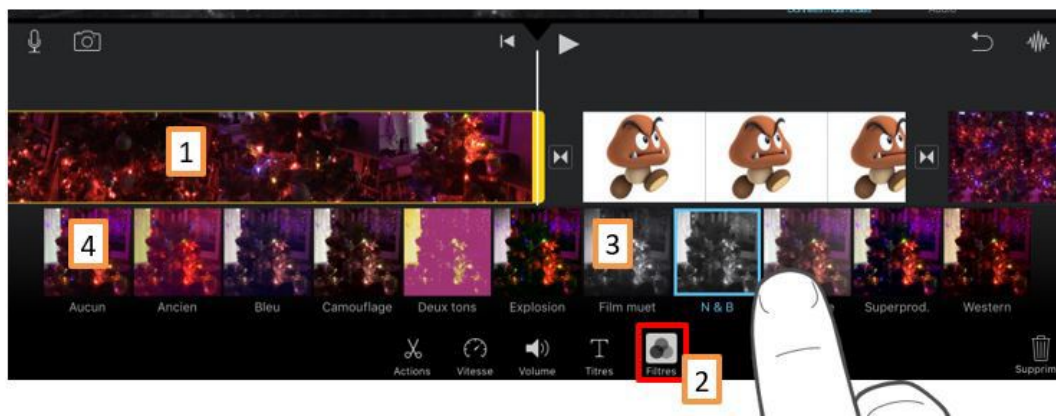 1
4
3
Aucun
Ancien
Bleu
Camouflage
Deux tons
Explosion
Film muet
N & B
Superprod.
Western
Actions
Vitesse
Volume
Titres
Filtres
2
Supprim